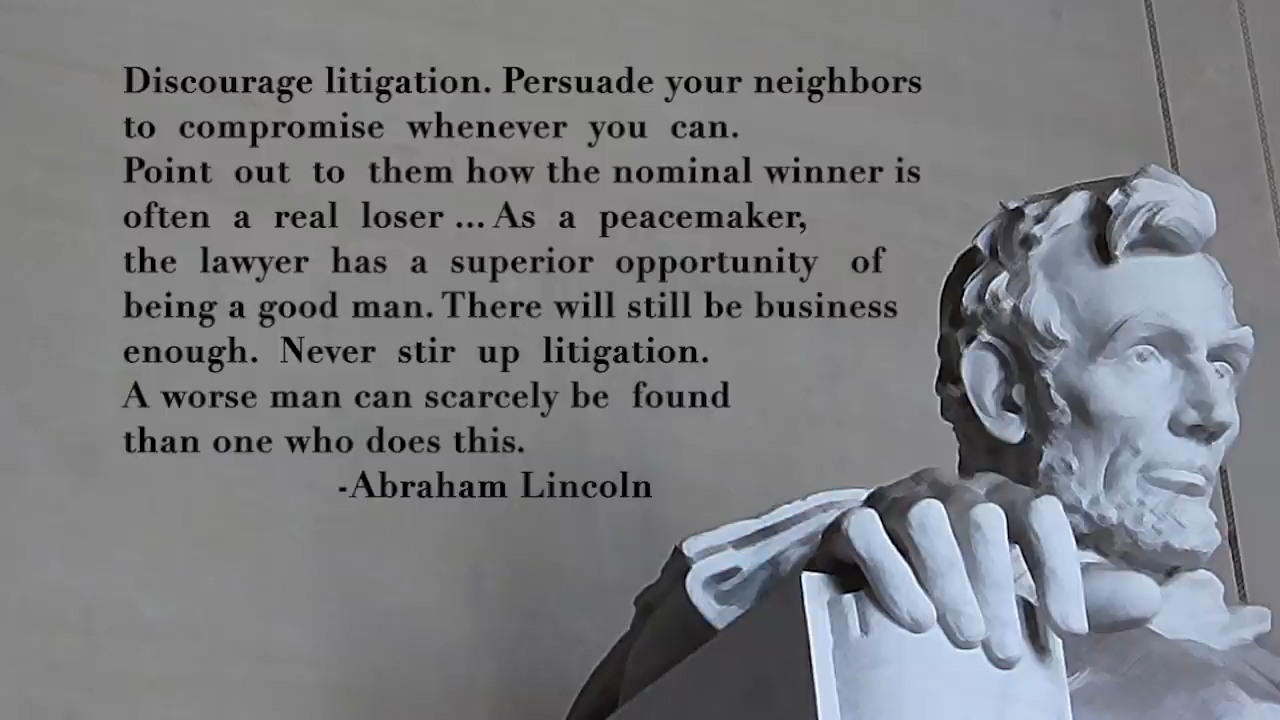 Discourage litigation. Persuade your neighbors
to compromise whenever you can.
Point out to them how the nominal winner is
often a real loser ... As a peacemaker,
the lawyer has a superior opportunity of
being a good man. There will still be business
enough. Never stir up litigation.
A worse man can scarcely be found
than one who does this.
-Abraham Lincoln